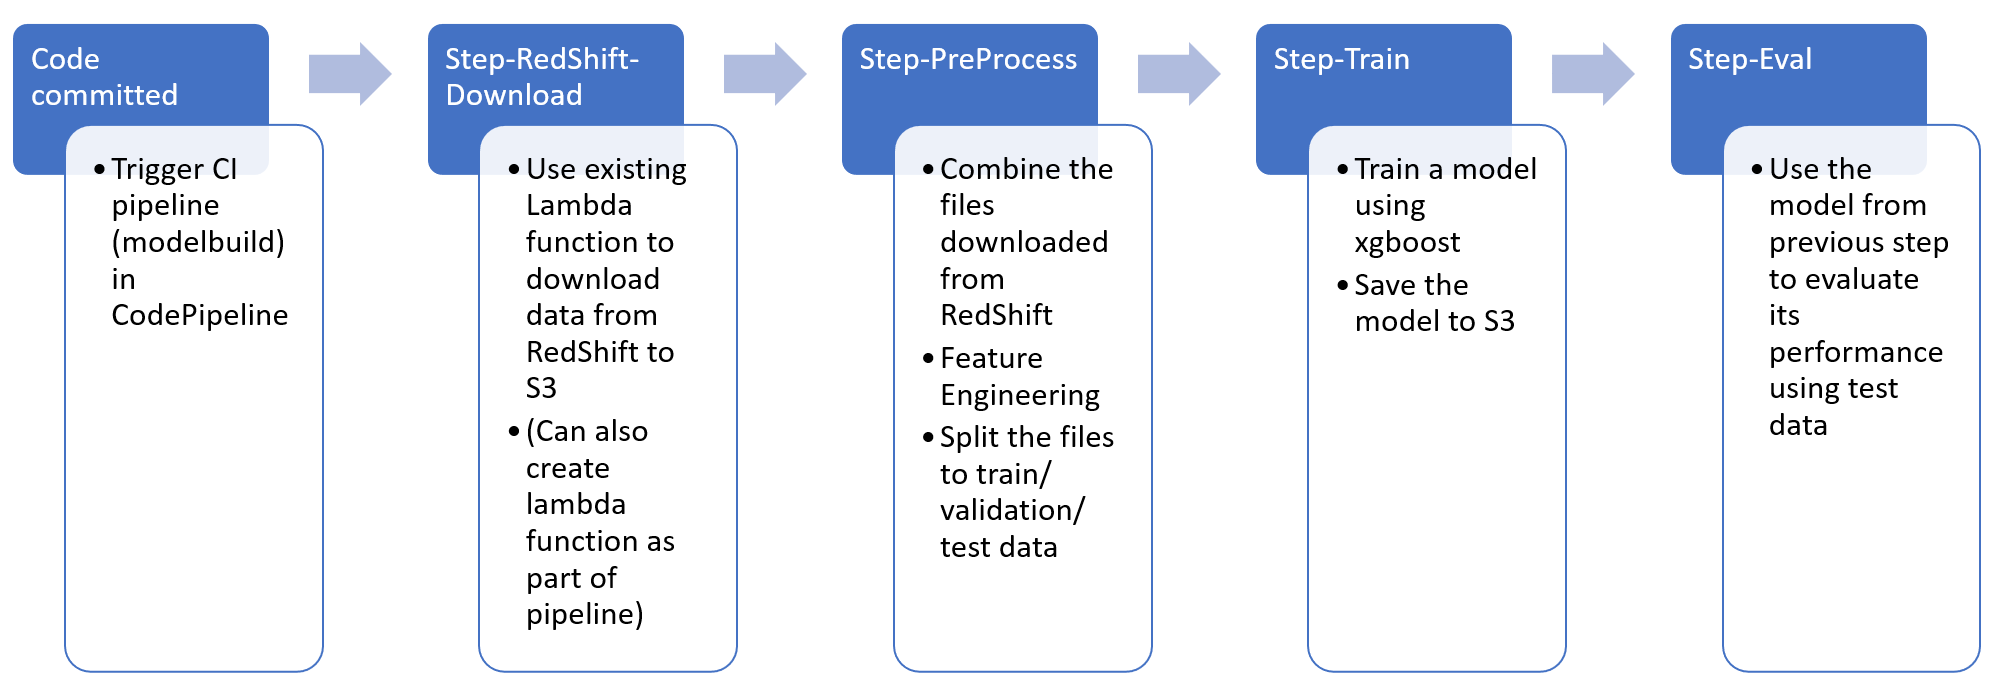 Code
committed
• Trigger CI
pipeline
(modelbuild)
in
CodePipeline
Step-RedShift-
Download
• Use existing
Lambda
function to
download
data from
RedShift to
S3
• (Can also
create
lambda
function as
part of
pipeline)
Step-PreProcess
• Combine the
files
downloaded
from
RedShift
• Feature
Engineering
• Split the files
to train/
validation/
test data
Step-Train
• Train a model
using
xgboost
• Save the
model to S3
Step-Eval
• Use the
model from
previous step
to evaluate
its
performance
using test
data